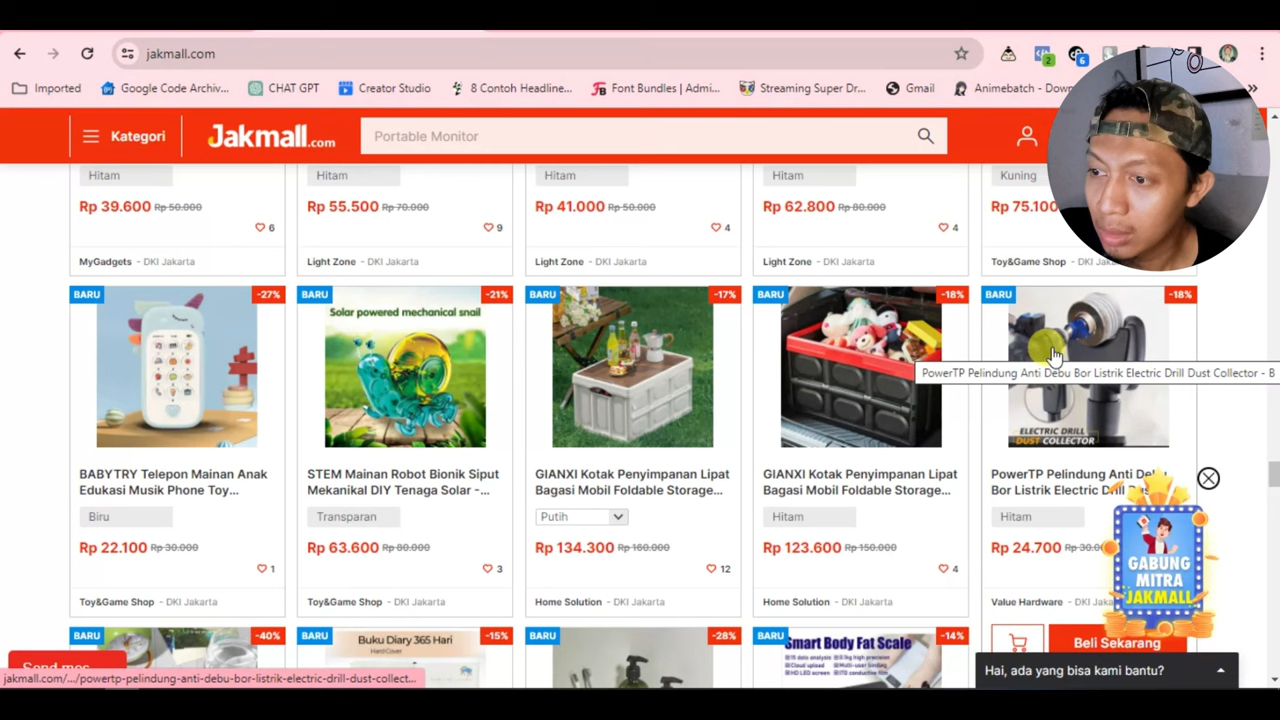 jakmall.com
2
6
Imported
Google Code Archiv...
CHAT GPT
Creator Studio
8 Contoh Headline...
Font Bundles | Admi...
Streaming Super Dr...
Gmail
Animebatch - Down
»
Kategori
Jakmall.com
Portable Monitor
Hitam
Hitam
Hitam
Hitam
Kuning
Rp 39.600 Rp 50.000
Rp 55.500 Rp 70.000
Rp 41.000 Rp 50.000
Rp 62.800 Rp 80.000
Rp 75.100
6
9
4
4
MyGadgets - DKI Jakarta
Light Zone - DKI Jakarta
Light Zone - DKI Jakarta
Light Zone - DKI Jakarta
Toy&Game Shop - DKI
BARU -27%
BARU -21%
BARU -17%
BARU -18%
BARU -18%
Solar powered mechanical snail
PowerTP Pelindung Anti Debu Bor Listrik Electric Drill Dust Collector - B
ELECTRIC DRILL
DUST COLLECTOR
BABYTRY Telepon Mainan Anak
Edukasi Musik Phone Toy...
STEM Mainan Robot Bionik Siput
Mekanikal DIY Tenaga Solar -...
GIANXI Kotak Penyimpanan Lipat
Bagasi Mobil Foldable Storage...
GIANXI Kotak Penyimpanan Lipat
Bagasi Mobil Foldable Storage...
PowerTP Pelindung Anti Debu
Bor Listrik Electric Drill
Biru
Transparan
Putih
Hitam
Hitam
Rp 22.100 Rp 30.000
Rp 63.600 Rp 80.000
Rp 134.300 Rp 160.000
Rp 123.600 Rp 150.000
Rp 24.700 Rp 30.00
1
3
12
4
Toy&Game Shop - DKI Jakarta
Toy&Game Shop - DKI Jakarta
Home Solution - DKI Jakarta
Home Solution - DKI Jakarta
Value Hardware - DKI
GABUNG
MITRA
JAKMALL
BARU -40%
BARU -15%
BARU -28%
BARU -14%
Buku Diary 365 Hari
Hard Cover
Smart Body Fat Scale
Beli Sekarang
Hai, ada yang bisa kami bantu?
jakmall.com/.../powertp-pelindung-anti-debu-bor-listrik-electric-drill-dust-collect...